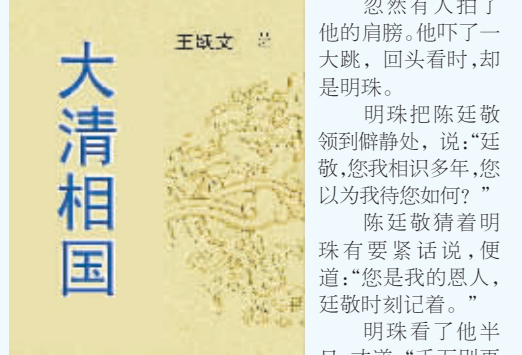 大清相国
王跃文 著
忽然有人拍了
他的肩膀。他吓了一
大跳，回头看时，却
是明珠。
明珠把陈廷敬
领到僻静处，说：“廷
敬，您我相识多年，您
以为我待您如何？”
陈廷敬猜着明
珠有要紧话说，便
道：“您是我的恩人，
廷敬时刻记着。”
明珠看了他半